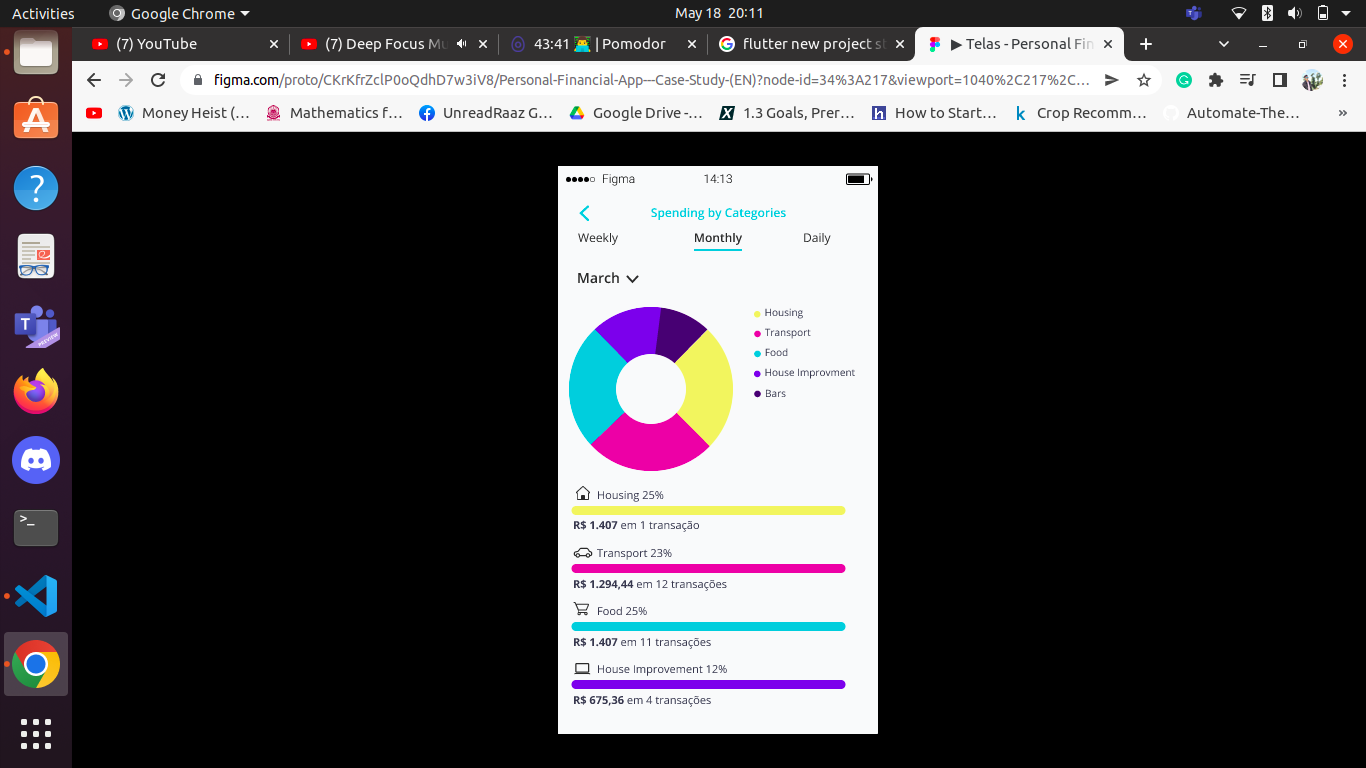 Activities
Google Chrome
May 18 20:11
(7) YouTube
(7) Deep Focus Mu
43:41 | Pomodor
flutter new project st
▶ Telas - Personal Fin
figma.com/proto/CKrKfrZclP0oQdhD7w3iV8/Personal-Financial-App---Case-Study-(EN)?node-id=34%3A217&viewport=1040%2C217%2C...
Money Heist (...
Mathematics f...
UnreadRaaz G...
Google Drive -...
1.3 Goals, Prer...
How to Start...
Crop Recomm...
Automate-The...
»
Figma
14:13
Spending by Categories
Weekly
Monthly
Daily
March
Housing
Transport
Food
House Improvment
Bars
Housing 25%
R$ 1.407 em 1 transação
Transport 23%
R$ 1.294,44 em 12 transações
Food 25%
R$ 1.407 em 11 transações
House Improvement 12%
R$ 675,36 em 4 transações